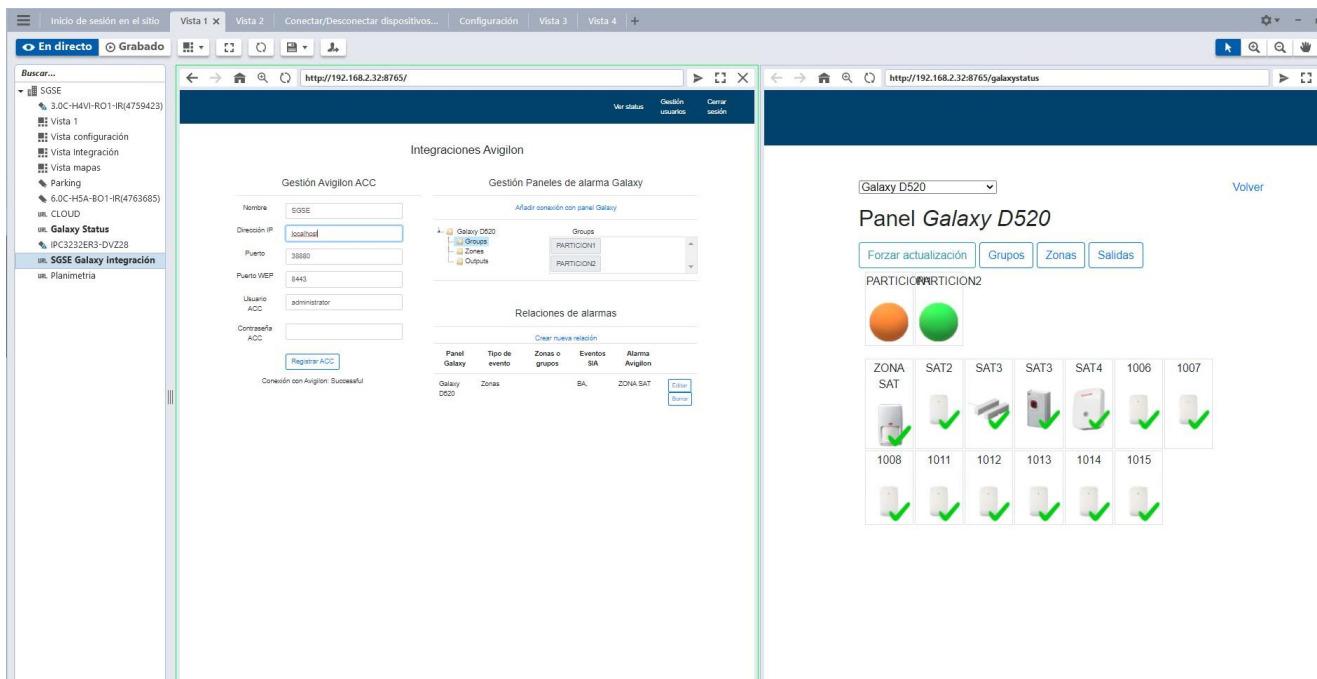 Inicio de sesión en el sitio Vista 1 Vista 2 Conectar/Desconectar dispositivos... Configuración Vista 3 Vista 4
En directo Grabado
Buscar...
SGSE
3.0C-H4VI-RO1-IR(4759423)
Vista 1
Vista configuración
Vista Integración
Vista mapas
Parking
6.0C-H5A-BO1-IR(4763685)
URL CLOUD
URL Galaxy Status
IPC3232ER3-DVZ28
URL SGSE Galaxy integración
URL Planimetria
http://192.168.2.32:8765/
Ver status Gestión usuarios Cerrar sesión
Integraciones Avigilon
Gestión Avigilon ACC
Nombre SGSE
Dirección IP localhost
Puerto 38880
Puerto WEP 8443
Usuario ACC administrator
Contraseña ACC
Registrar ACC
Conexión con Avigilon: Successful
Gestión Paneles de alarma Galaxy
Añadir conexión con panel Galaxy
Galaxy D520
Groups
Zones
Outputs
Groups
PARTICION1
PARTICION2
Relaciones de alarmas
Crear nueva relación
Panel Galaxy Tipo de evento Zonas o grupos Eventos SIA Alarma Avigilon
Galaxy D520 Zonas BA, ZONA SAT Editar
Borrar
http://192.168.2.32:8765/galaxystatus
Galaxy D520 Volver
Panel Galaxy D520
Forzar actualización Grupos Zonas Salidas
PARTICION1 PARTICION2
ZONA SAT SAT2 SAT3 SAT3 SAT4 1006 1007
1008 1011 1012 1013 1014 1015